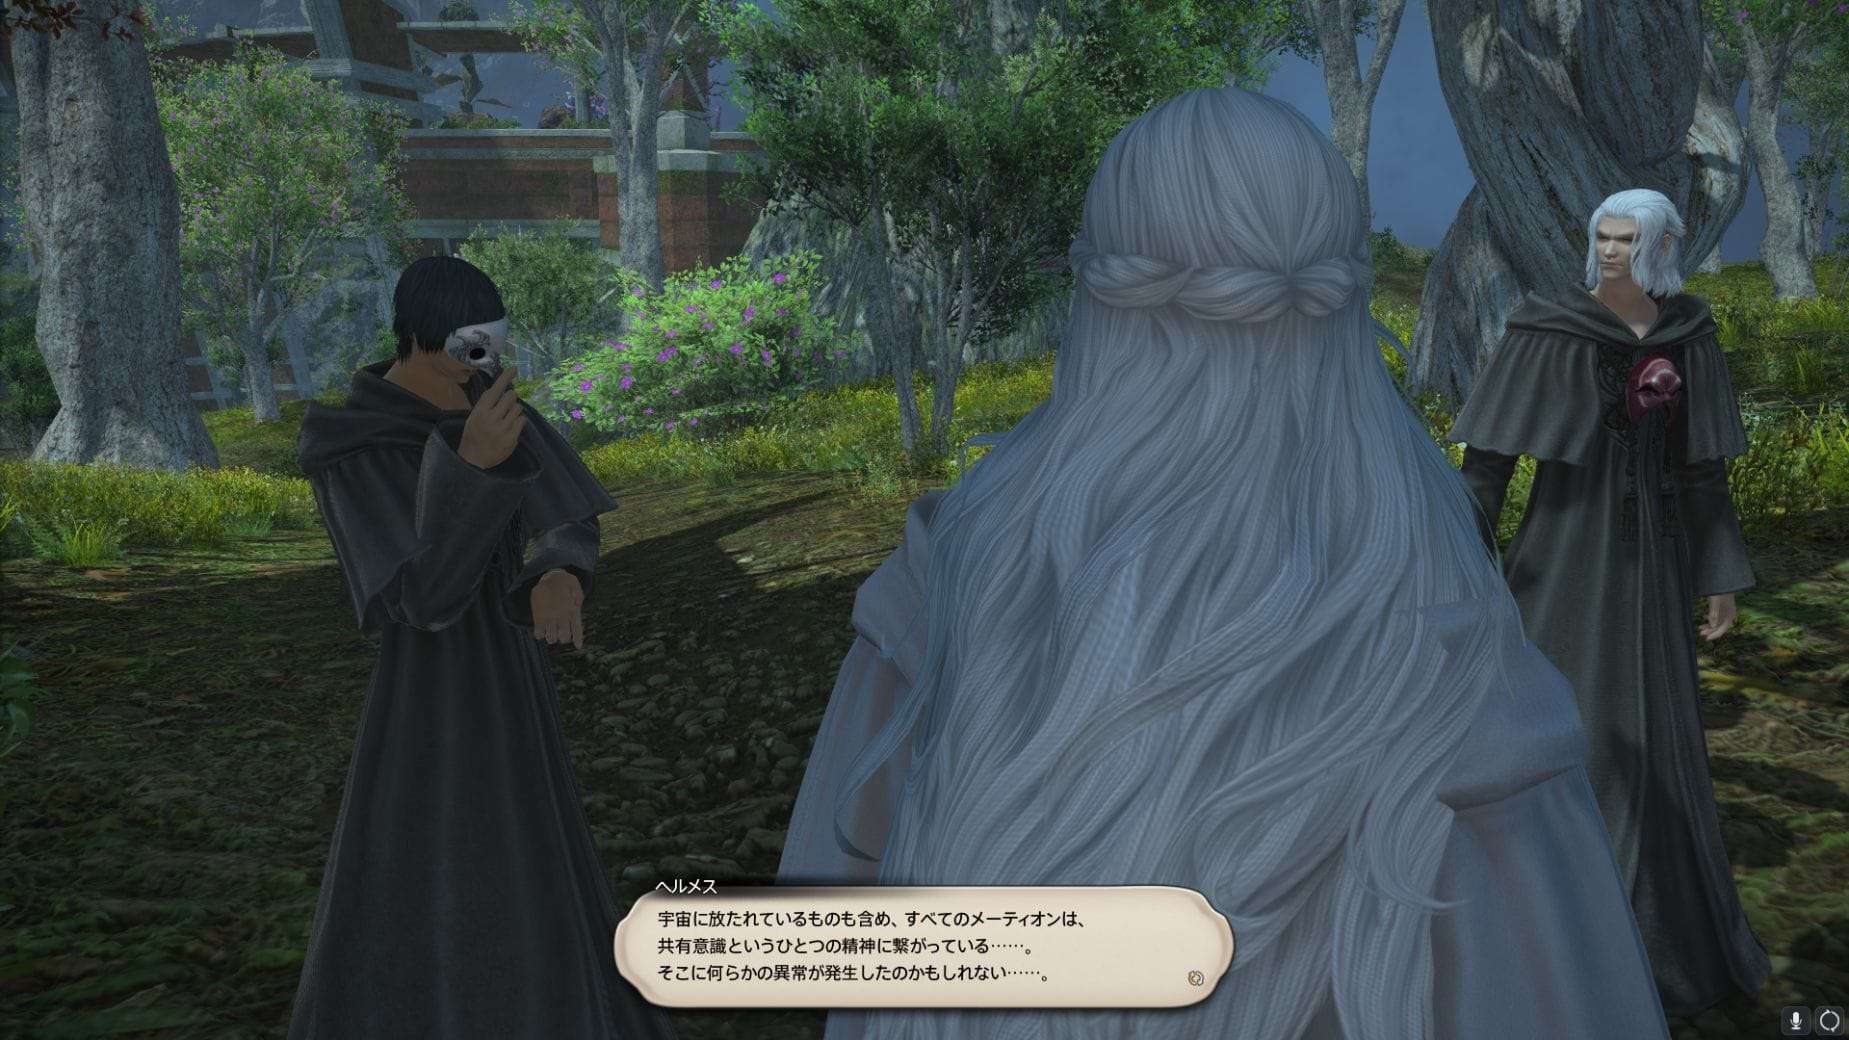 ヘルメス
宇宙に放たれているものも含め、すべてのメーティオンは、
共有意識というひとつの精神に繋がっている……。
そこに何らかの異常が発生したのかもしれない……。